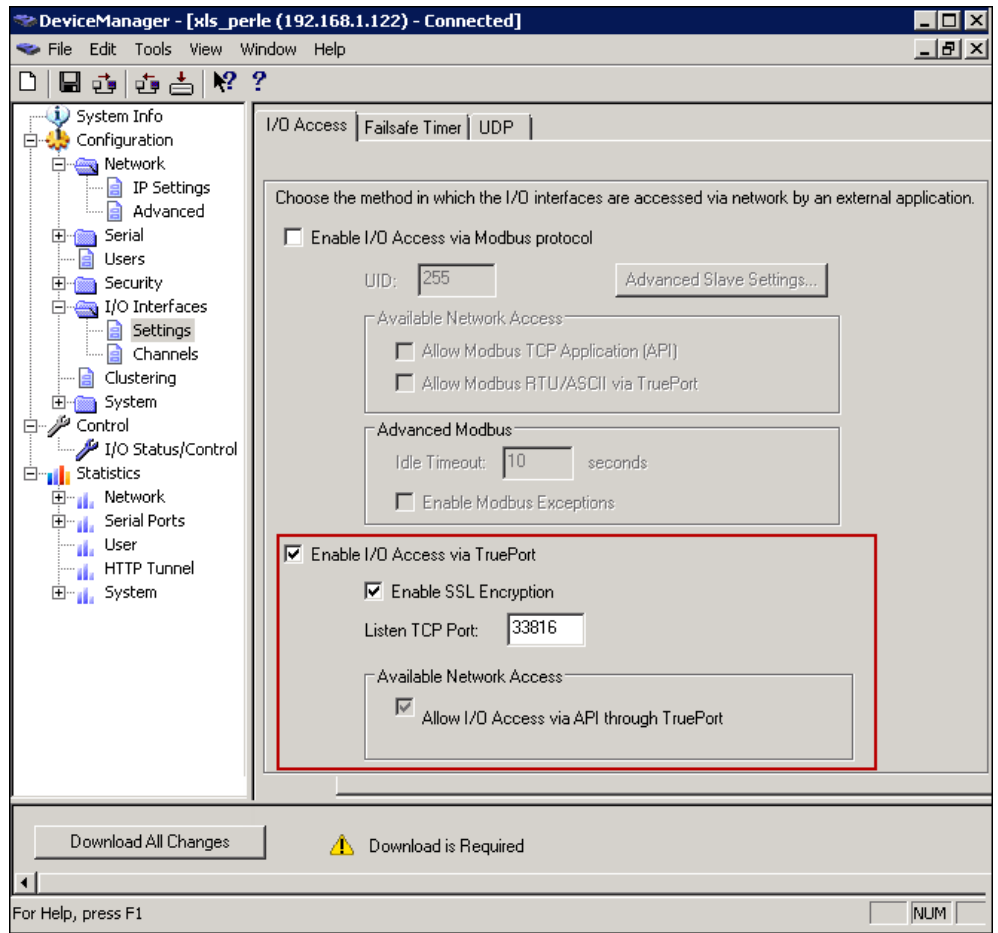 DeviceManager - [xls_perle (192.168.1.122) - Connected]
File Edit Tools View Window Help
System Info
Configuration
Network
IP Settings
Advanced
Serial
Users
Security
I/O Interfaces
Settings
Channels
Clustering
System
Control
I/O Status/Control
Statistics
Network
Serial Ports
User
HTTP Tunnel
System
I/O Access Failsafe Timer UDP
Choose the method in which the I/O interfaces are accessed via network by an external application.
Enable I/O Access via Modbus protocol
UID: 255 Advanced Slave Settings...
Available Network Access
Allow Modbus TCP Application (API)
Allow Modbus RTU/ASCII via TruePort
Advanced Modbus
Idle Timeout: 10 seconds
Enable Modbus Exceptions
Enable I/O Access via TruePort
Enable SSL Encryption
Listen TCP Port: 33816
Available Network Access
Allow I/O Access via API through TruePort
Download All Changes Download is Required
For Help, press F1 NUM